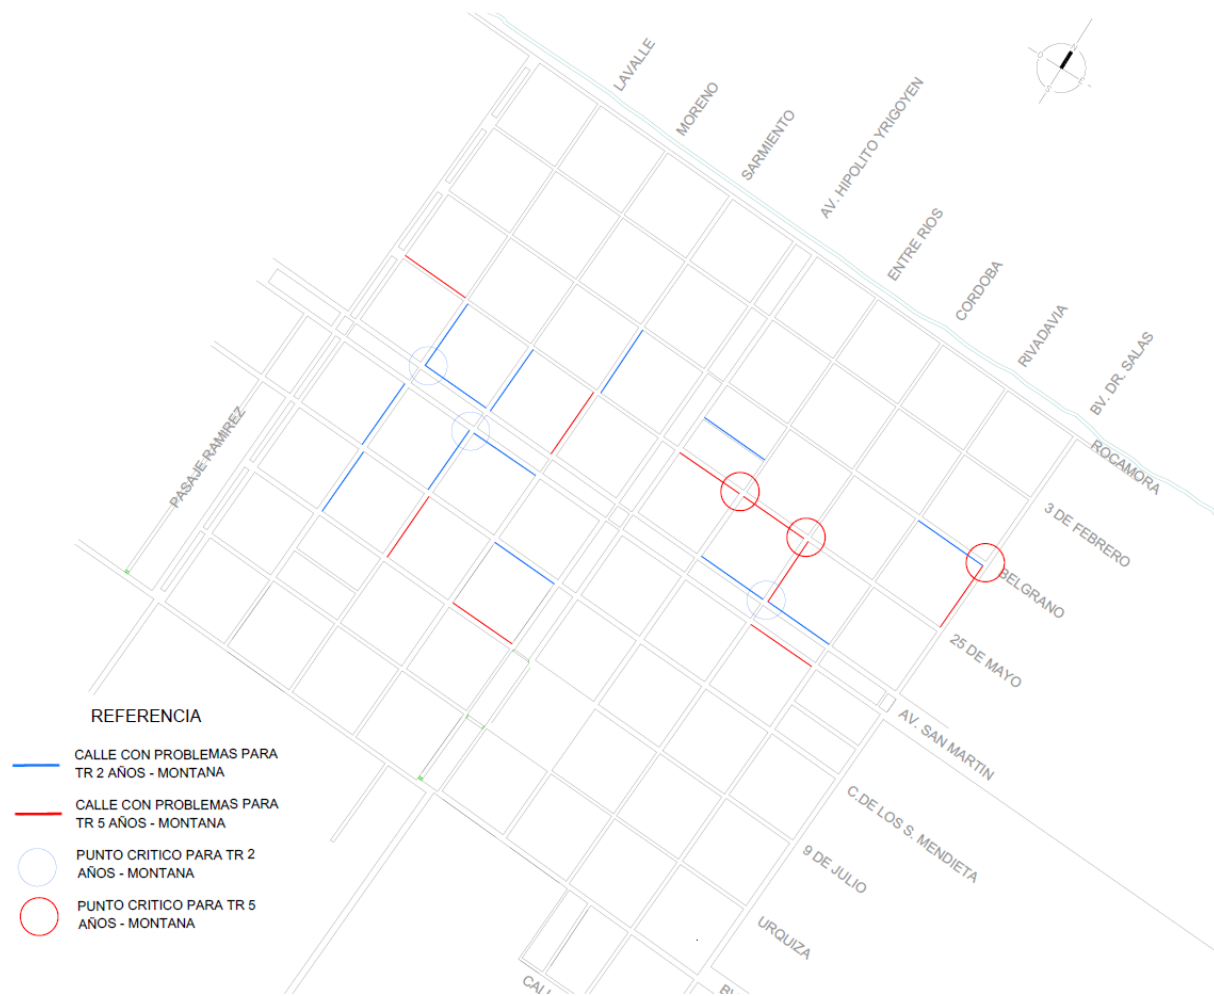 LAVALLE
MORENO
SARMIENTO
AV. HIPOLITO YRIGOYEN
ENTRE RIOS
CORDOBA
RIVADAVIA
BV. DR. SALAS
N
O
E
S
PASAJE RAMIREZ
ROCAMORA
3 DE FEBRERO
BELGRANO
25 DE MAYO
AV. SAN MARTIN
C.DE LOS S. MENDIETA
9 DE JULIO
URQUIZA
REFERENCIA
CALLE CON PROBLEMAS PARA
TR 2 AÑOS - MONTANA
CALLE CON PROBLEMAS PARA
TR 5 AÑOS - MONTANA
PUNTO CRITICO PARA TR 2
AÑOS - MONTANA
PUNTO CRITICO PARA TR 5
AÑOS - MONTANA